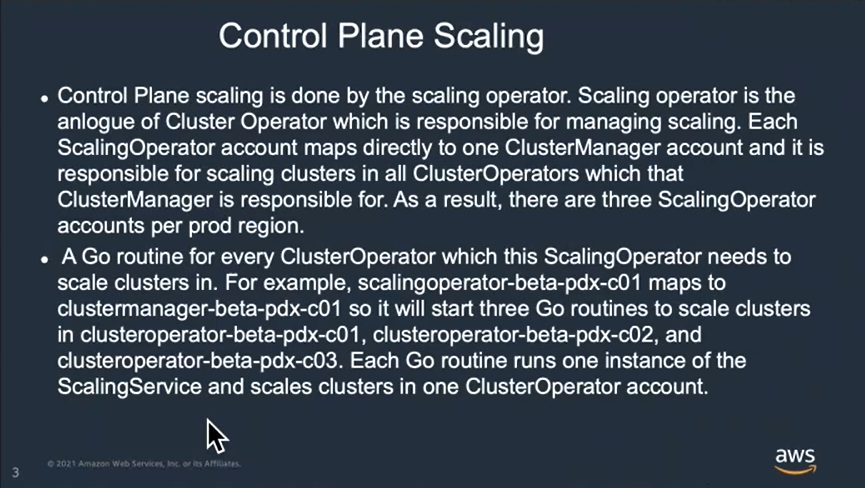 Control Plane Scaling
• Control Plane scaling is done by the scaling operator. Scaling operator is the
anlogue of Cluster Operator which is responsible for managing scaling. Each
ScalingOperator account maps directly to one ClusterManager account and it is
responsible for scaling clusters in all ClusterOperators which that
ClusterManager is responsible for. As a result, there are three ScalingOperator
accounts per prod region.
• A Go routine for every ClusterOperator which this ScalingOperator needs to
scale clusters in. For example, scalingoperator-beta-pdx-c01 maps to
clustermanager-beta-pdx-c01 so it will start three Go routines to scale clusters
in clusteroperator-beta-pdx-c01, clusteroperator-beta-pdx-c02, and
clusteroperator-beta-pdx-c03. Each Go routine runs one instance of the
ScalingService and scales clusters in one ClusterOperator account.
3
© 2021 Amazon Web Services, Inc. or its Affiliates.
aws